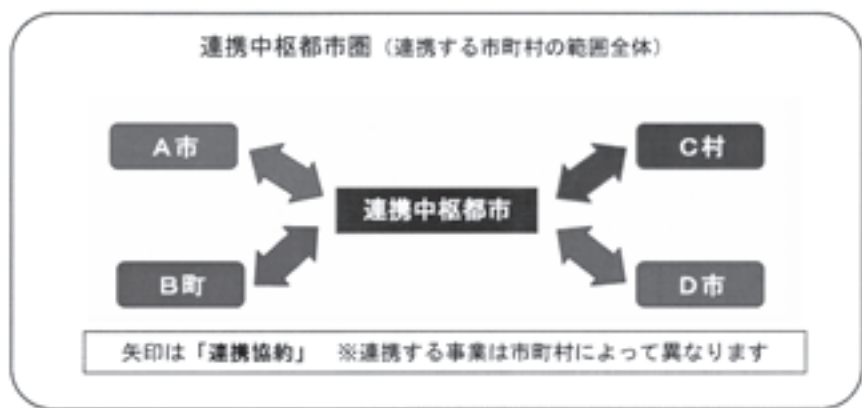 連携中枢都市圏（連携する市町村の範囲全体）
A市
C村
連携中枢都市
B町
D市
矢印は「連携協約」　※連携する事業は市町村によって異なります